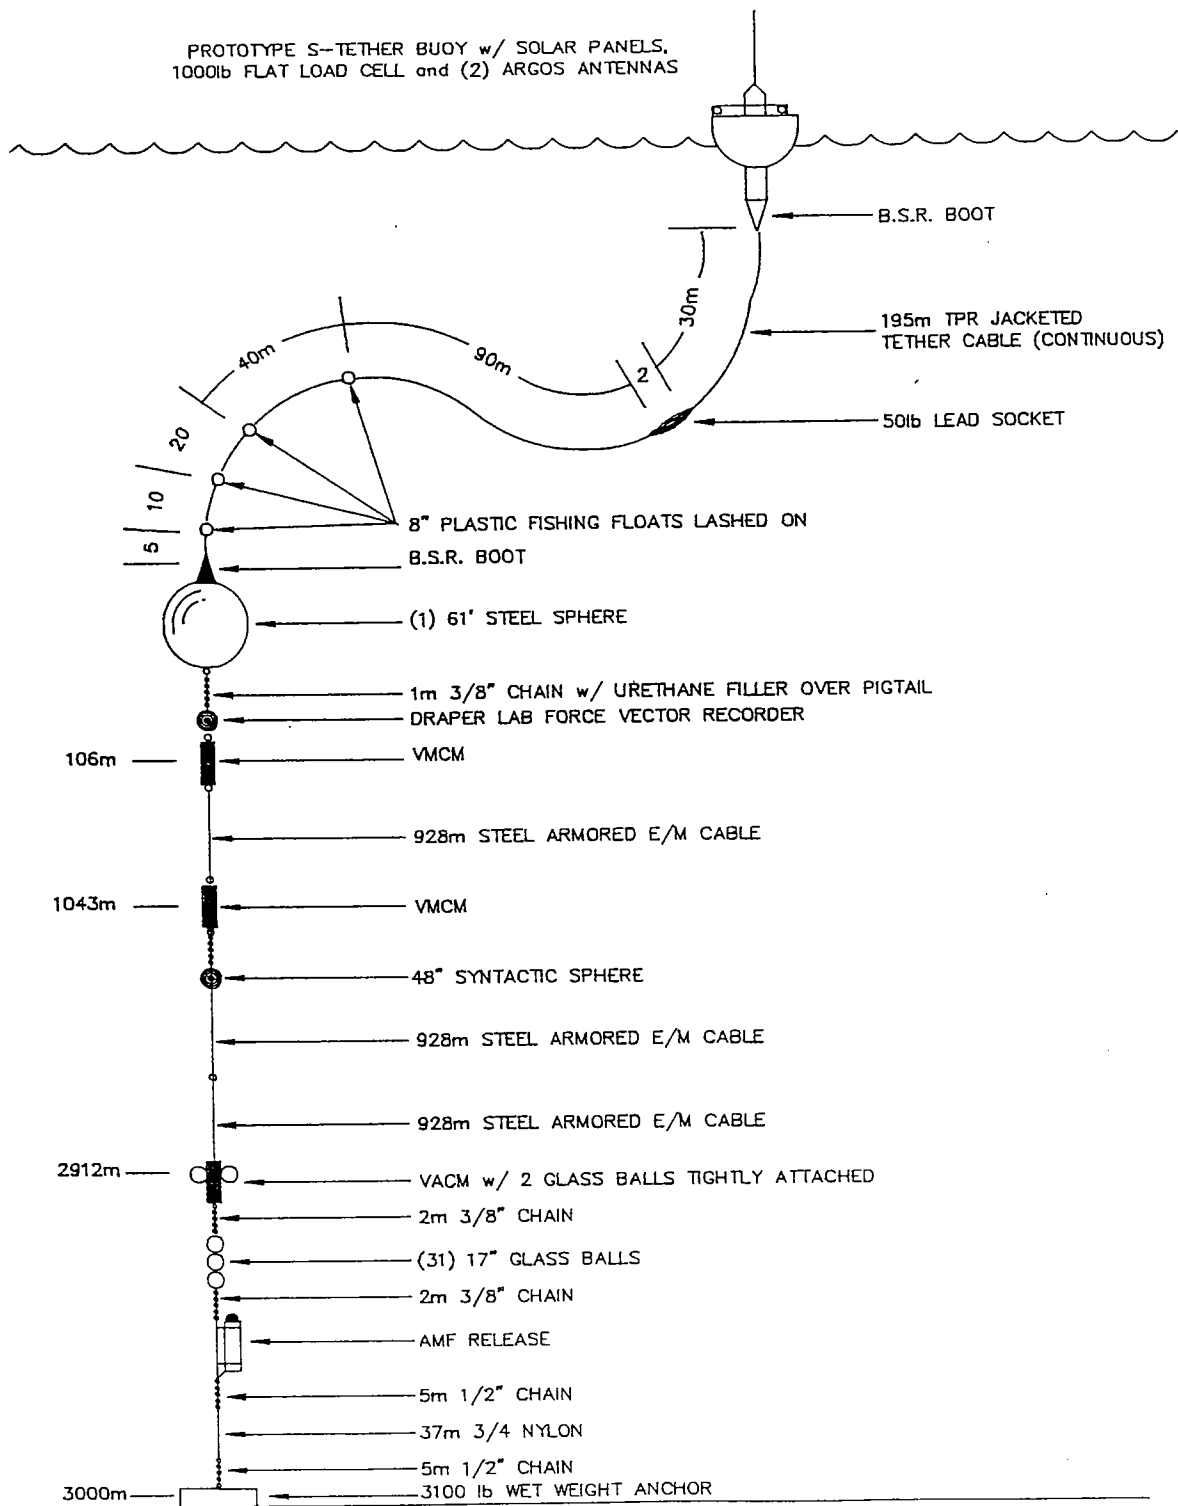 PROTOTYPE S-TETHER BUOY w/ SOLAR PANELS,
1000lb FLAT LOAD CELL and (2) ARGOS ANTENNAS
B.S.R. BOOT
30m
195m TPR JACKETED
TETHER CABLE (CONTINUOUS)
40m
90m
2
50lb LEAD SOCKET
20
10
8" PLASTIC FISHING FLOATS LASHED ON
5
B.S.R. BOOT
(1) 61' STEEL SPHERE
1m 3/8" CHAIN w/ URETHANE FILLER OVER PIGTAIL
DRAPER LAB FORCE VECTOR RECORDER
106m
VMCM
928m STEEL ARMORED E/M CABLE
1043m
VMCM
48" SYNTACTIC SPHERE
928m STEEL ARMORED E/M CABLE
928m STEEL ARMORED E/M CABLE
2912m
VACM w/ 2 GLASS BALLS TIGHTLY ATTACHED
2m 3/8" CHAIN
(31) 17" GLASS BALLS
2m 3/8" CHAIN
AMF RELEASE
5m 1/2" CHAIN
37m 3/4 NYLON
5m 1/2" CHAIN
3000m
3100 lb WET WEIGHT ANCHOR